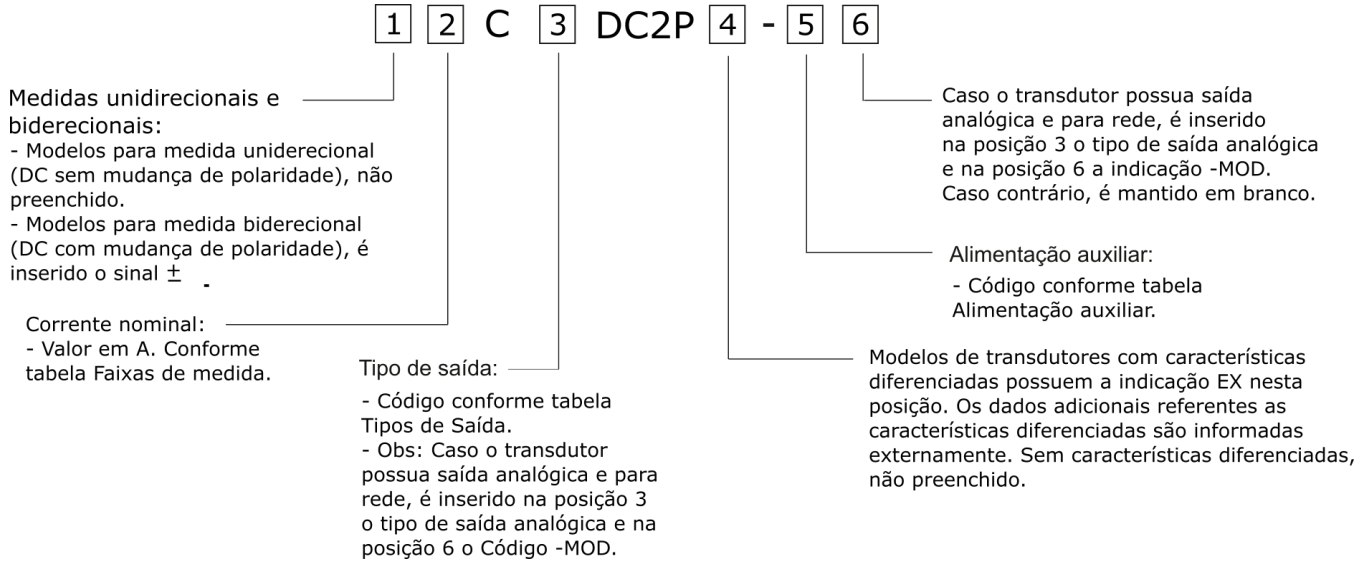 1 2 C 3 DC2P 4 - 5 6
Medidas unidirecionais e
biderecionais:
- Modelos para medida uniderecional
(DC sem mudança de polaridade), não
preenchido.
- Modelos para medida biderecional
(DC com mudança de polaridade), é
inserido o sinal ± -
Corrente nominal:
- Valor em A. Conforme
tabela Faixas de medida.
Tipo de saída:
- Código conforme tabela
Tipos de Saída.
- Obs: Caso o transdutor
possua saída analógica e para
rede, é inserido na posição 3
o tipo de saída analógica e na
posição 6 o Código -MOD.
Caso o transdutor possua saída
analógica e para rede, é inserido
na posição 3 o tipo de saída analógica
e na posição 6 a indicação -MOD.
Caso contrário, é mantido em branco.
Alimentação auxiliar:
- Código conforme tabela
Alimentação auxiliar.
Modelos de transdutores com características
diferenciadas possuem a indicação EX nesta
posição. Os dados adicionais referentes as
características diferenciadas são informadas
externamente. Sem características diferenciadas,
não preenchido.